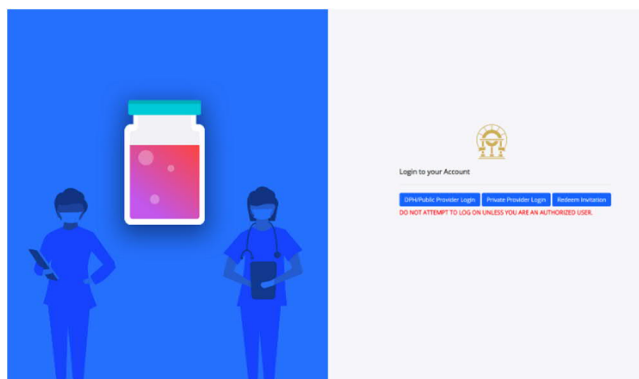 Login to your Account
DPH/Public Provider Login Private Provider Login Redeem Invitation
DO NOT ATTEMPT TO LOG ON UNLESS YOU ARE AN AUTHORIZED USER.